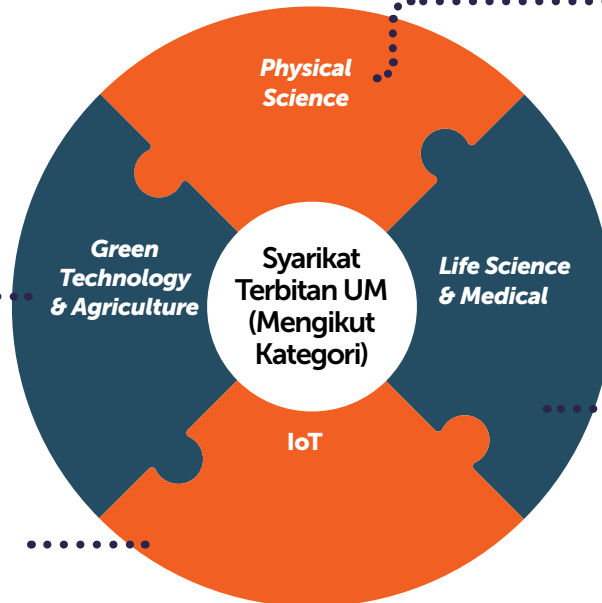 Physical
Science
Green
Technology
& Agriculture
Syarikat
Terbitan UM
(Mengikut
Kategori)
Life Science
& Medical
IoT